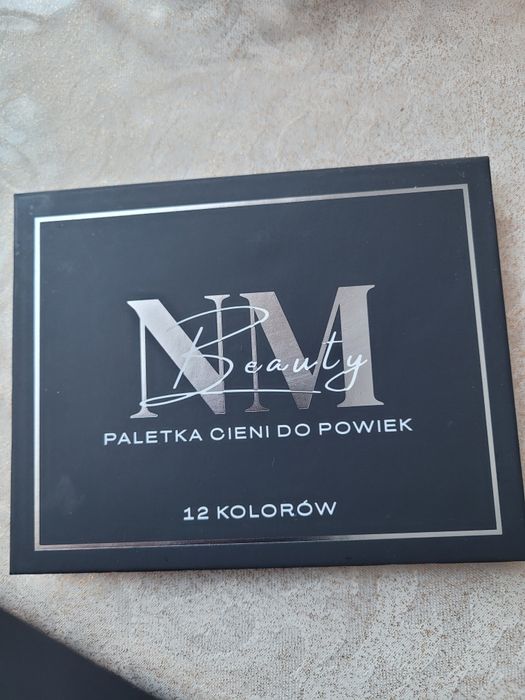 NM
Beauty
PALETKA CIENI DO POWIEK
12 KOLORÓW